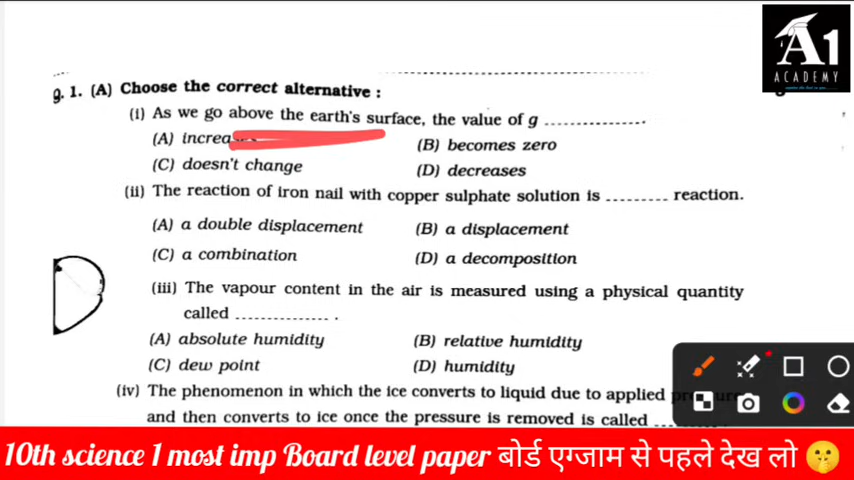 A1
ACADEMY
g. 1. (A) Choose the correct alternative :
(i) As we go above the earth's surface, the value of g ...............
(A) increa
(B) becomes zero
(C) doesn't change
(D) decreases
(ii) The reaction of iron nail with copper sulphate solution is ......... reaction.
(A) a double displacement
(B) a displacement
(C) a combination
(D) a decomposition
(iii) The vapour content in the air is measured using a physical quantity
called .............. .
(A) absolute humidity
(B) relative humidity
(C) dew point
(D) humidity
(iv) The phenomenon in which the ice converts to liquid due to applied
and then converts to ice once the pressure is removed is called ..........
10th science 1 most imp Board level paper बोर्ड एग्जाम से पहले देख लो 🤫